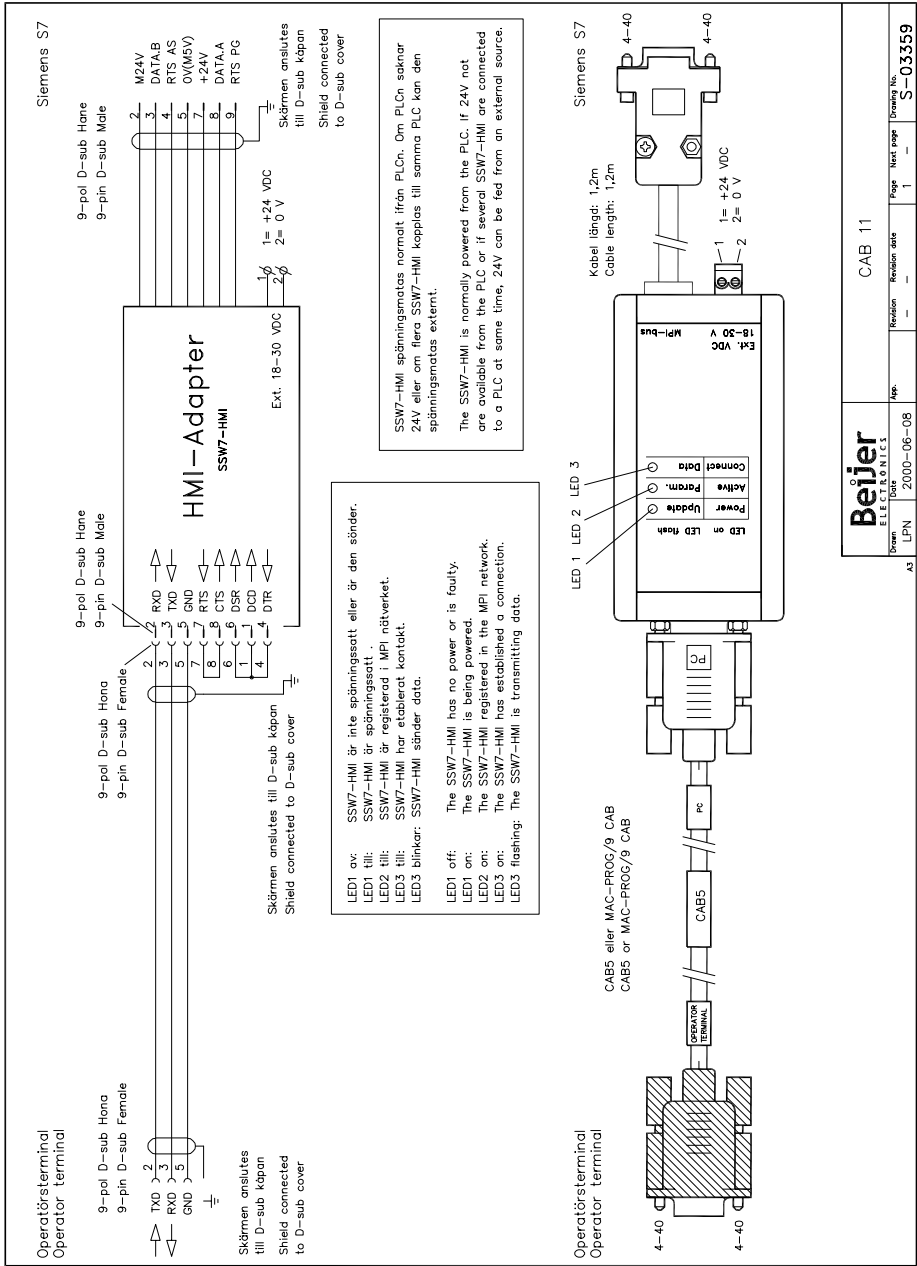 Operatörsterminal
Operator terminal
9-pol D-sub Hona
9-pin D-sub Female
TXD 2
RXD 3
GND 5
Skärmen anslutes
till D-sub kåpan
Shield connected
to D-sub cover
9-pol D-sub Hona
9-pin D-sub Female
2
3
5
7
8
6
1
4
Skärmen anslutes till D-sub kåpan
Shield connected to D-sub cover
9-pol D-sub Hane
9-pin D-sub Male
2 RXD
3 TXD
5 GND
7 RTS
8 CTS
6 DSR
1 DCD
4 DTR
HMI-Adapter
SSW7-HMI
Ext. 18-30 VDC
1
2
1= +24 VDC
2= 0 V
Siemens S7
9-pol D-sub Hane
9-pin D-sub Male
2 M24V
3 DATA.B
4 RTS AS
5 0V(M5V)
7 +24V
8 DATA.A
9 RTS PG
Skärmen anslutes
till D-sub kåpan
Shield connected
to D-sub cover
LED1 av: SSW7-HMI är inte spänningssatt eller är den sönder.
LED1 till: SSW7-HMI är spänningssatt .
LED2 till: SSW7-HMI är registerad i MPI nätverket.
LED3 till: SSW7-HMI har etablerat kontakt.
LED3 blinkar: SSW7-HMI sänder data.
LED1 off: The SSW7-HMI has no power or is faulty.
LED1 on: The SSW7-HMI is being powered.
LED2 on: The SSW7-HMI registered in the MPI network.
LED3 on: The SSW7-HMI has established a connection.
LED3 flashing: The SSW7-HMI is transmitting data.
SSW7-HMI spänningsmatas normalt ifrån PLCn. Om PLCn saknar
24V eller om flera SSW7-HMI kopplas till samma PLC kan den
spänningsmatas externt.
The SSW7-HMI is normally powered from the PLC. If 24V not
are available from the PLC or if several SSW7-HMI are connected
to a PLC at same time, 24V can be fed from an external source.
Operatörsterminal
Operator terminal
4-40
4-40
OPERATOR
TERMINAL
CAB5 eller MAC-PROG/9 CAB
CAB5 or MAC-PROG/9 CAB
CAB5
PC
PC
LED 1 LED 2 LED 3
LED on LED flash
Power Update
Active Param.
Connect Data
Ext. VDC
18-30 V
MPI-bus
Kabel längd: 1,2m
Cable length: 1,2m
1 1= +24 VDC
2 2= 0 V
Siemens S7
4-40
4-40
Beijer
ELECTRONICS
CAB 11
Drawn LPN
Date 2000-06-08
App.
Revision -
Revision date -
Page 1
Next page -
Drawing No. S-03359
A3